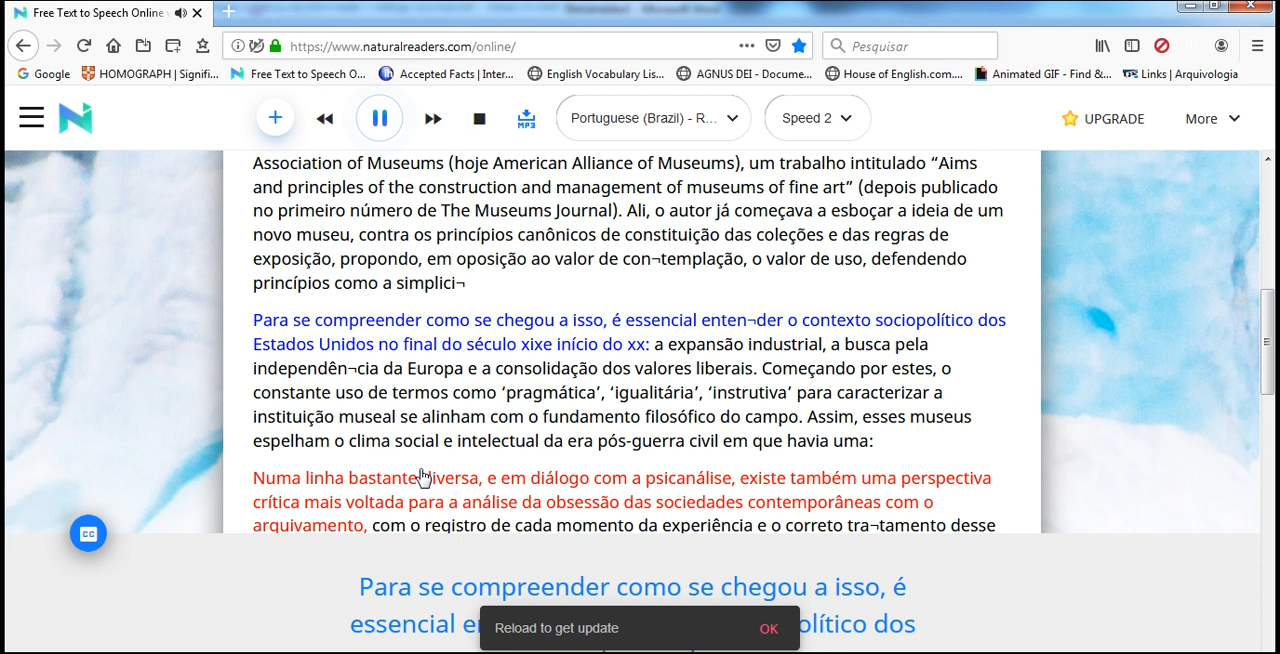 Free Text to Speech Online
https://www.naturalreaders.com/online/
Pesquisar
Google
HOMOGRAPH | Signifi...
Free Text to Speech O...
Accepted Facts | Inter...
English Vocabulary Lis...
AGNUS DEI - Docume...
House of English.com....
Animated GIF - Find &...
Links | Arquivologia
MP3
Portuguese (Brazil) - R...
Speed 2
UPGRADE
More
Association of Museums (hoje American Alliance of Museums), um trabalho intitulado “Aims
and principles of the construction and management of museums of fine art” (depois publicado
no primeiro número de The Museums Journal). Ali, o autor já começava a esboçar a ideia de um
novo museu, contra os princípios canônicos de constituição das coleções e das regras de
exposição, propondo, em oposição ao valor de con¬templação, o valor de uso, defendendo
princípios como a simplici¬
Para se compreender como se chegou a isso, é essencial enten¬der o contexto sociopolítico dos
Estados Unidos no final do século xixe início do xx: a expansão industrial, a busca pela
independên¬cia da Europa e a consolidação dos valores liberais. Começando por estes, o
constante uso de termos como ‘pragmática’, ‘igualitária’, ‘instrutiva’ para caracterizar a
instituição museal se alinham com o fundamento filosófico do campo. Assim, esses museus
espelham o clima social e intelectual da era pós-guerra civil em que havia uma:
Numa linha bastante diversa, e em diálogo com a psicanálise, existe também uma perspectiva
crítica mais voltada para a análise da obsessão das sociedades contemporâneas com o
arquivamento, com o registro de cada momento da experiência e o correto tra¬tamento desse
CC
Para se compreender como se chegou a isso, é
essencial dos
Reload to get update
OK